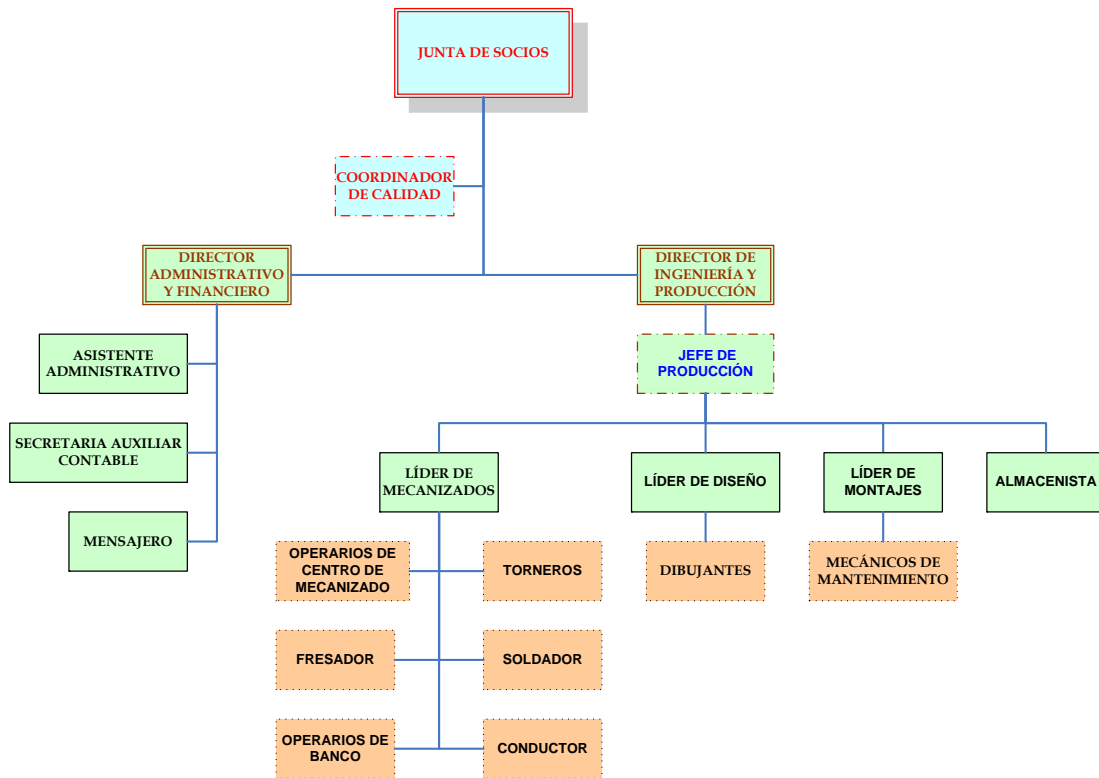 JUNTA DE SOCIOS
COORDINADOR
DE CALIDAD
DIRECTOR
ADMINISTRATIVO
Y FINANCIERO
DIRECTOR DE
INGENIERÍA Y
PRODUCCIÓN
ASISTENTE
ADMINISTRATIVO
JEFE DE
PRODUCCIÓN
SECRETARIA AUXILIAR
CONTABLE
MENSAJERO
LÍDER DE
MECANIZADOS
LÍDER DE DISEÑO
LÍDER DE
MONTAJES
ALMACENISTA
OPERARIOS DE
CENTRO DE
MECANIZADO
TORNEROS
DIBUJANTES
MECÁNICOS DE
MANTENIMIENTO
FRESADOR
SOLDADOR
OPERARIOS DE
BANCO
CONDUCTOR